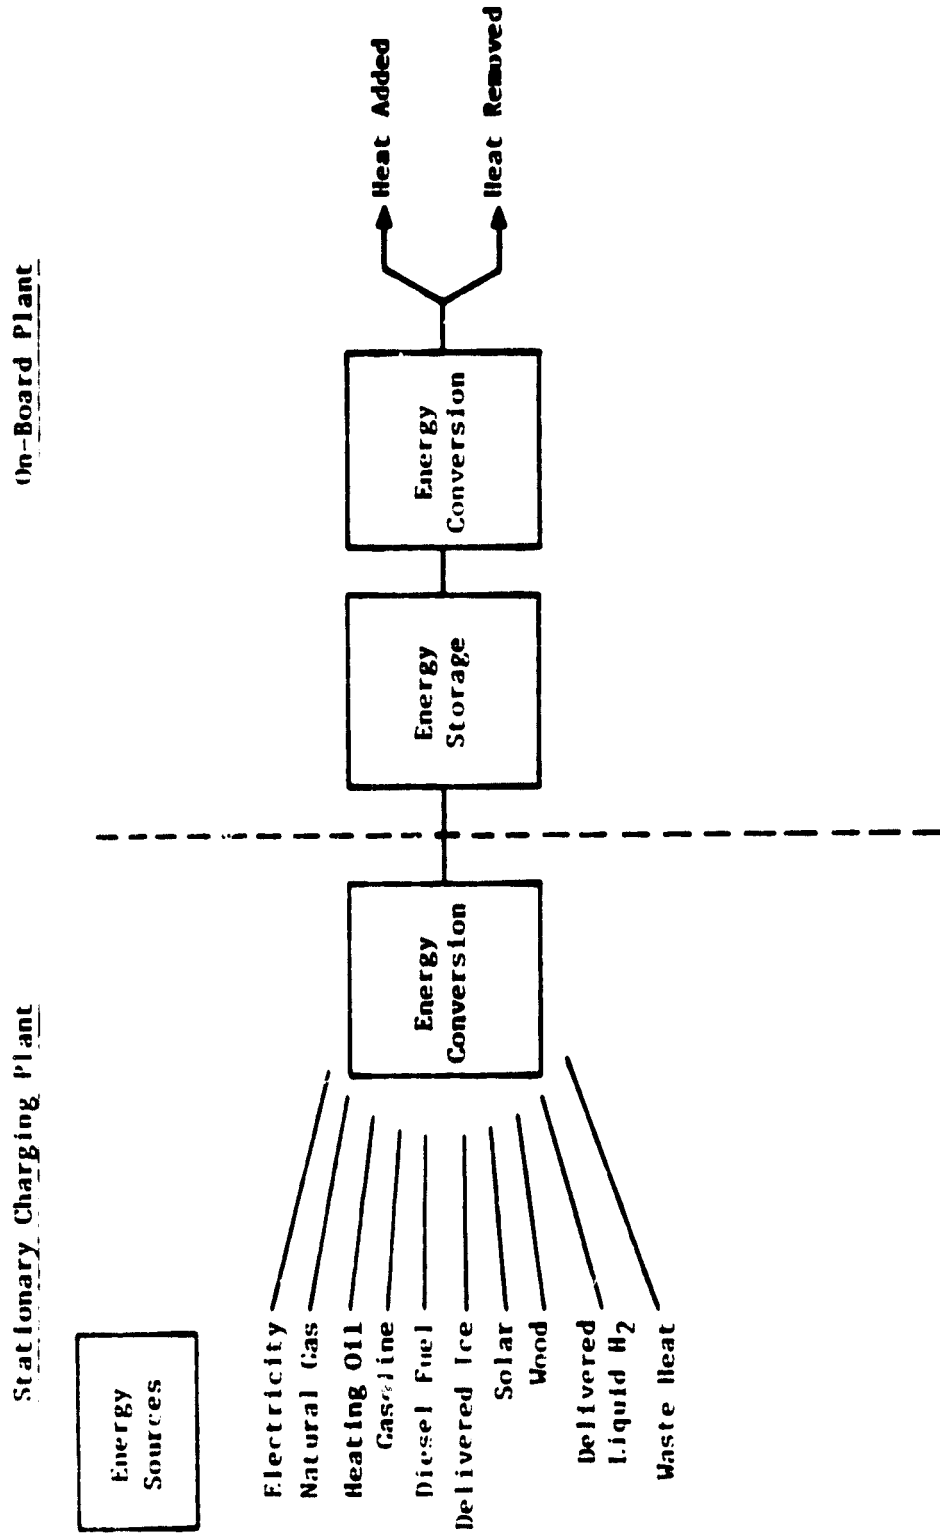 Stationary Charging Plant
On-Board Plant
Energy
Sources
Electricity
Natural Gas
Heating Oil
Gasoline
Diesel Fuel
Delivered Ice
Solar
Wood
Delivered
Liquid H2
Waste Heat
Energy
Conversion
Energy
Storage
Energy
Conversion
Heat Added
Heat Removed